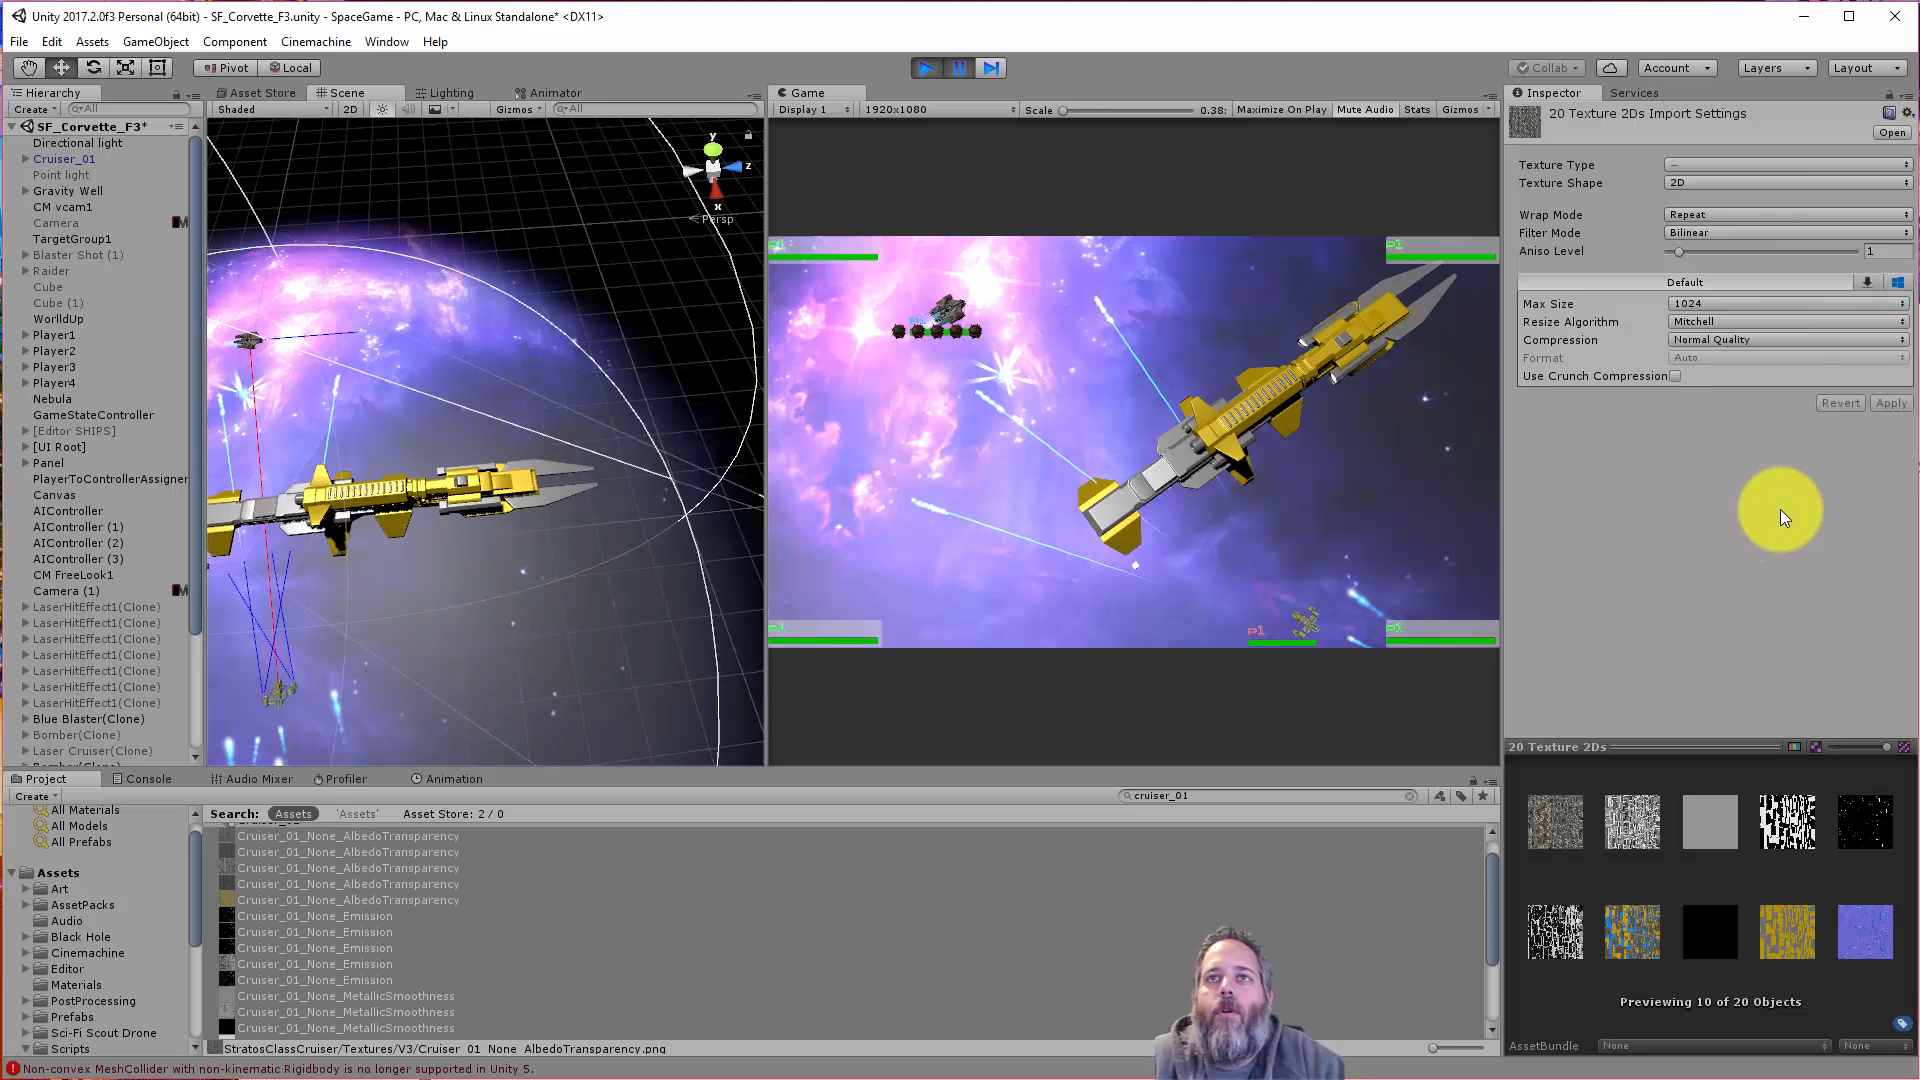 Unity 2017.2.0f3 Personal (64bit) - SF_Corvette_F3.unity - SpaceGame - PC, Mac & Linux Standalone* <DX11>
File Edit Assets GameObject Component Cinemachine Window Help
Pivot Local
Collab Account Layers Layout
Hierarchy
Create All
SF_Corvette_F3*
Directional light
Cruiser_01
Point light
Gravity Well
CM vcam1
Camera
TargetGroup1
Blaster Shot (1)
Raider
Cube
Cube (1)
WorldUp
Player1
Player2
Player3
Player4
Nebula
GameStateController
[Editor SHIPS]
[UI Root]
Panel
PlayerToControllerAssigner
Canvas
AIController
AIController (1)
AIController (2)
AIController (3)
CM FreeLook1
Camera (1)
LaserHitEffect1(Clone)
LaserHitEffect1(Clone)
LaserHitEffect1(Clone)
LaserHitEffect1(Clone)
LaserHitEffect1(Clone)
LaserHitEffect1(Clone)
LaserHitEffect1(Clone)
Blue Blaster(Clone)
Bomber(Clone)
Laser Cruiser(Clone)
Asset Store Scene Lighting Animator
Shaded 2D Gizmos All
y
z
x
Persp
Game
Display 1 1920x1080 Scale 0.38: Maximize On Play Mute Audio Stats Gizmos
P1
P1
P1
P1
P1
Inspector Services
20 Texture 2Ds Import Settings
Open
Texture Type —
Texture Shape 2D
Wrap Mode Repeat
Filter Mode Bilinear
Aniso Level 1
Default
Max Size 1024
Resize Algorithm Mitchell
Compression Normal Quality
Format Auto
Use Crunch Compression
Revert Apply
20 Texture 2Ds
Previewing 10 of 20 Objects
AssetBundle None None
Project Console Audio Mixer Profiler Animation
Create cruiser_01
All Materials
All Models
All Prefabs
Assets
Art
AssetPacks
Audio
Black Hole
Cinemachine
Editor
Materials
PostProcessing
Prefabs
Sci-Fi Scout Drone
Scripts
Search: Assets 'Assets' Asset Store: 2 / 0
Cruiser_01_None_AlbedoTransparency
Cruiser_01_None_AlbedoTransparency
Cruiser_01_None_AlbedoTransparency
Cruiser_01_None_AlbedoTransparency
Cruiser_01_None_AlbedoTransparency
Cruiser_01_None_Emission
Cruiser_01_None_Emission
Cruiser_01_None_Emission
Cruiser_01_None_Emission
Cruiser_01_None_Emission
Cruiser_01_None_MetallicSmoothness
Cruiser_01_None_MetallicSmoothness
Cruiser_01_None_MetallicSmoothness
StratosClassCruiser/Textures/V3/Cruiser_01_None_AlbedoTransparency.png
Non-convex MeshCollider with non-kinematic Rigidbody is no longer supported in Unity 5.